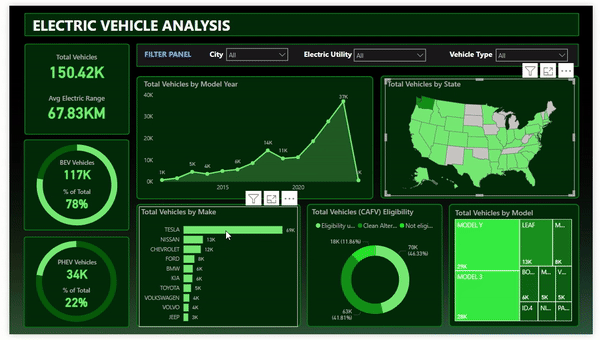 ELECTRIC VEHICLE ANALYSIS
FILTER PANEL City All Electric Utility All Vehicle Type All
Total Vehicles
150.42K
Avg Electric Range
67.83KM
BEV Vehicles
117K
% of Total
78%
PHEV Vehicles
34K
% of Total
22%
Total Vehicles by Model Year
40K
30K
20K
10K
0K
1K
5K
4K
5K
6K
14K
11K
37K
2015
2020
Total Vehicles by State
Total Vehicles by Make
TESLA 69K
NISSAN 13K
CHEVROLET 12K
FORD 8K
BMW 6K
KIA 6K
TOYOTA 5K
VOLKSWAGEN 4K
VOLVO 4K
JEEP 3K
Total Vehicles (CAFV) Eligibility
Eligibility u... Clean Alter... Not eligi...
18K (11.86%)
70K
(46.33%)
63K
(41.81%)
Total Vehicles by Model
MODEL Y
29K
MODEL 3
28K
LEAF
13K
M...
8K
BO...
6K
M...
5K
V...
5K
ID.4
NI...
PA...